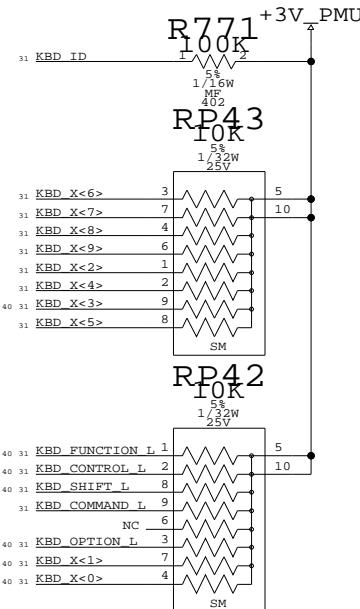 R771 +3V_PMU
100K
31 KBD_ID 1 2
5%
1/16W
MF
402
RP43
10K
5%
1/32W
25V
31 KBD_X<6> 3 5
31 KBD_X<7> 7 10
31 KBD_X<8> 4
31 KBD_X<9> 6
31 KBD_X<2> 1
31 KBD_X<4> 2
40 31 KBD_X<3> 9
31 KBD_X<5> 8
SM
RP42
10K
5%
1/32W
25V
40 31 KBD_FUNCTION_L 1 5
40 31 KBD_CONTROL_L 2 10
40 31 KBD_SHIFT_L 8
31 KBD_COMMAND_L 9
NC 6
40 31 KBD_OPTION_L 3
40 31 KBD_X<1> 7
40 31 KBD_X<0> 4
SM